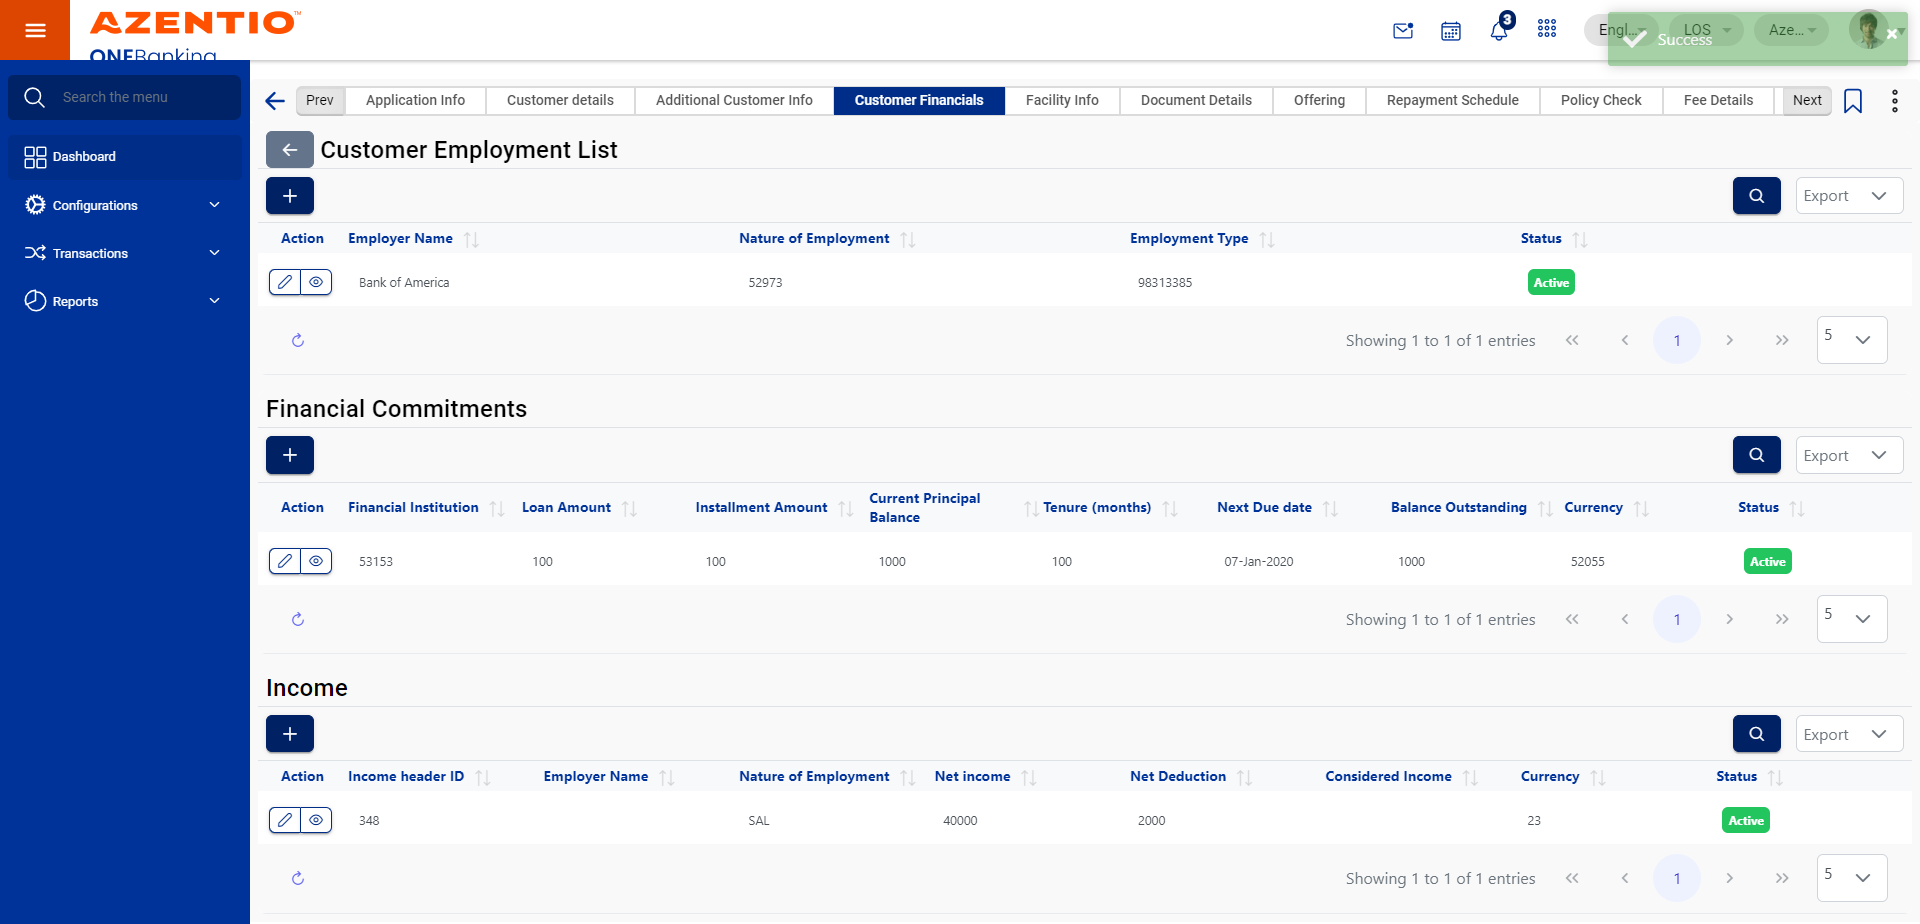 AZENTIO™
ONEBanking
3
Engl...
LOS
Aze...
Success
Search the menu
Dashboard
Configurations
Transactions
Reports
Prev
Application Info
Customer details
Additional Customer Info
Customer Financials
Facility Info
Document Details
Offering
Repayment Schedule
Policy Check
Fee Details
Next
Customer Employment List
Export
Action Employer Name Nature of Employment Employment Type Status
Bank of America 52973 98313385 Active
Showing 1 to 1 of 1 entries 1 5
Financial Commitments
Export
Action Financial Institution Loan Amount Installment Amount Current Principal Balance Tenure (months) Next Due date Balance Outstanding Currency Status
53153 100 100 1000 100 07-Jan-2020 1000 52055 Active
Showing 1 to 1 of 1 entries 1 5
Income
Export
Action Income header ID Employer Name Nature of Employment Net income Net Deduction Considered Income Currency Status
348 SAL 40000 2000 23 Active
Showing 1 to 1 of 1 entries 1 5